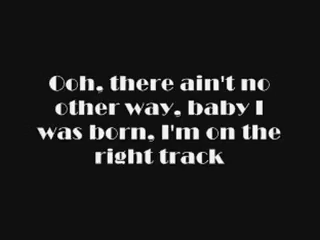 Ooh, there ain't no
other way, baby I
was born, I'm on the
right track